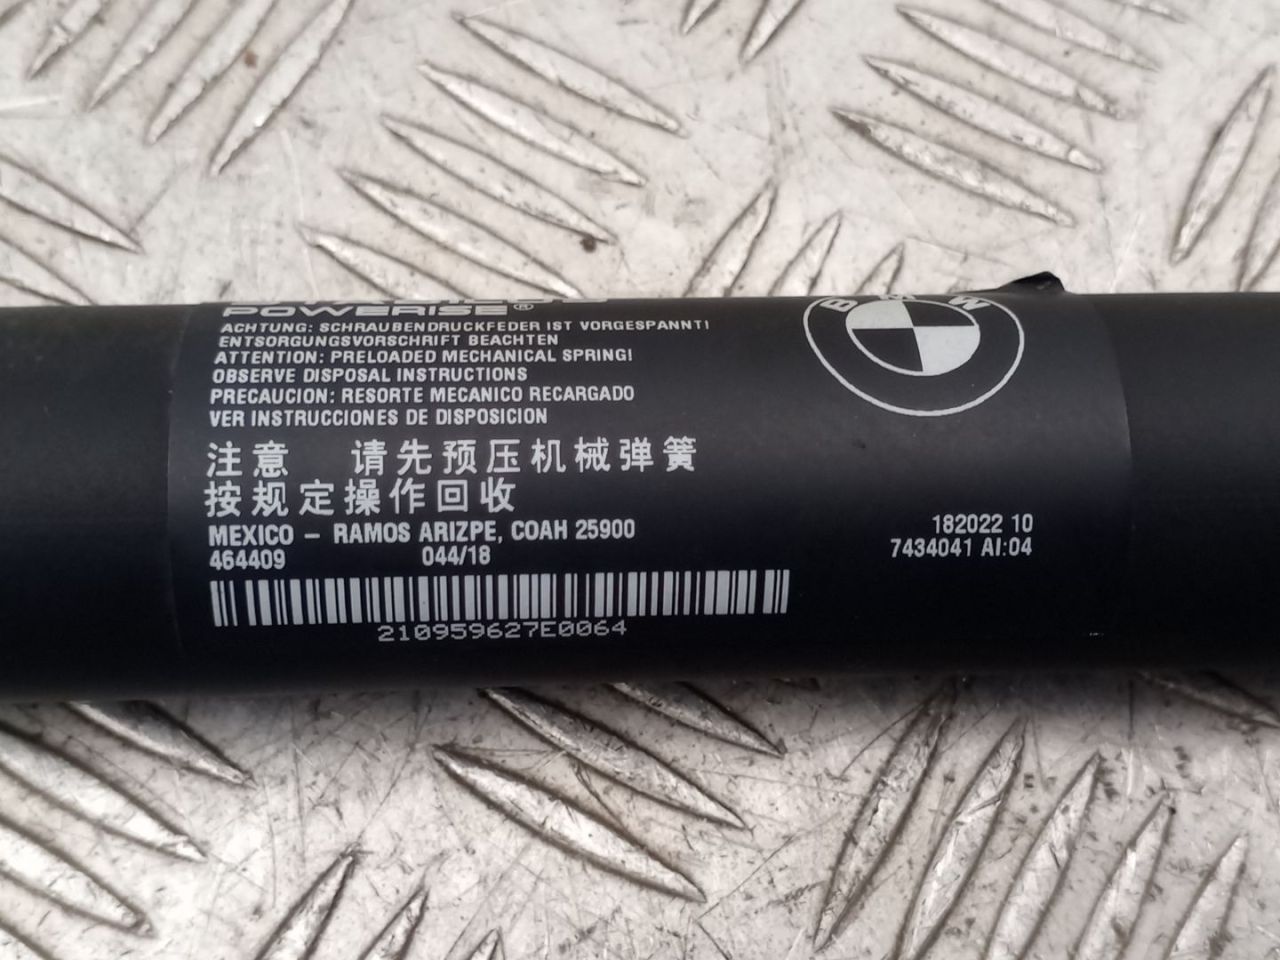 POWERISE®
ACHTUNG: SCHRAUBENDRUCKFEDER IST VORGESPANNT!
ENTSORGUNGSVORSCHRIFT BEACHTEN
ATTENTION: PRELOADED MECHANICAL SPRING!
OBSERVE DISPOSAL INSTRUCTIONS
PRECAUCION: RESORTE MECANICO RECARGADO
VER INSTRUCCIONES DE DISPOSICION
注意 请先预压机械弹簧
按规定操作回收
MEXICO – RAMOS ARIZPE, COAH 25900
464409 044/18
210959627E0064
BMW
182022 10
7434041 AI:04